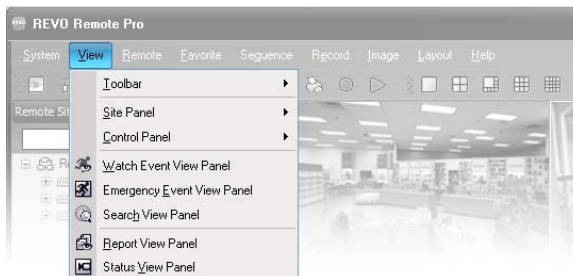 REVO Remote Pro
System View Remote Favorite Sequence Record Image Layout Help
Toolbar
Remote Sit
Site Panel
Control Panel
Watch Event View Panel
Emergency Event View Panel
Search View Panel
Report View Panel
Status View Panel